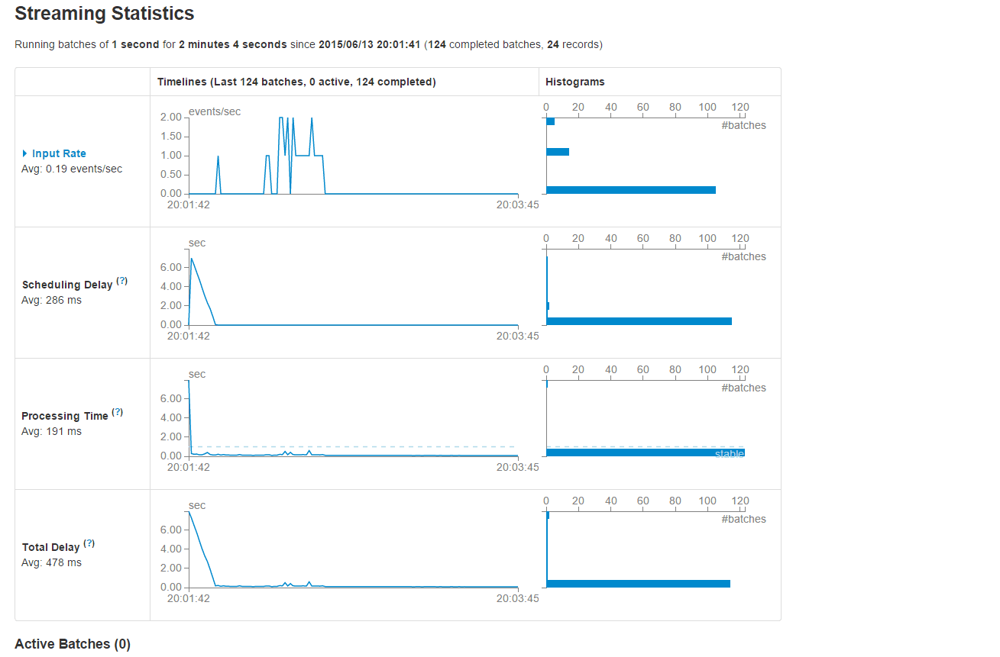 Streaming Statistics
Running batches of 1 second for 2 minutes 4 seconds since 2015/06/13 20:01:41 (124 completed batches, 24 records)
Timelines (Last 124 batches, 0 active, 124 completed)
Histograms
Input Rate
Avg: 0.19 events/sec
events/sec
2.00
1.50
1.00
0.50
0.00
20:01:42
20:03:45
0 20 40 60 80 100 120
#batches
Scheduling Delay (?)
Avg: 286 ms
sec
6.00
4.00
2.00
0.00
20:01:42
20:03:45
0 20 40 60 80 100 120
#batches
Processing Time (?)
Avg: 191 ms
sec
6.00
4.00
2.00
0.00
20:01:42
20:03:45
0 20 40 60 80 100 120
#batches
stable
Total Delay (?)
Avg: 478 ms
sec
6.00
4.00
2.00
0.00
20:01:42
20:03:45
0 20 40 60 80 100 120
#batches
Active Batches (0)